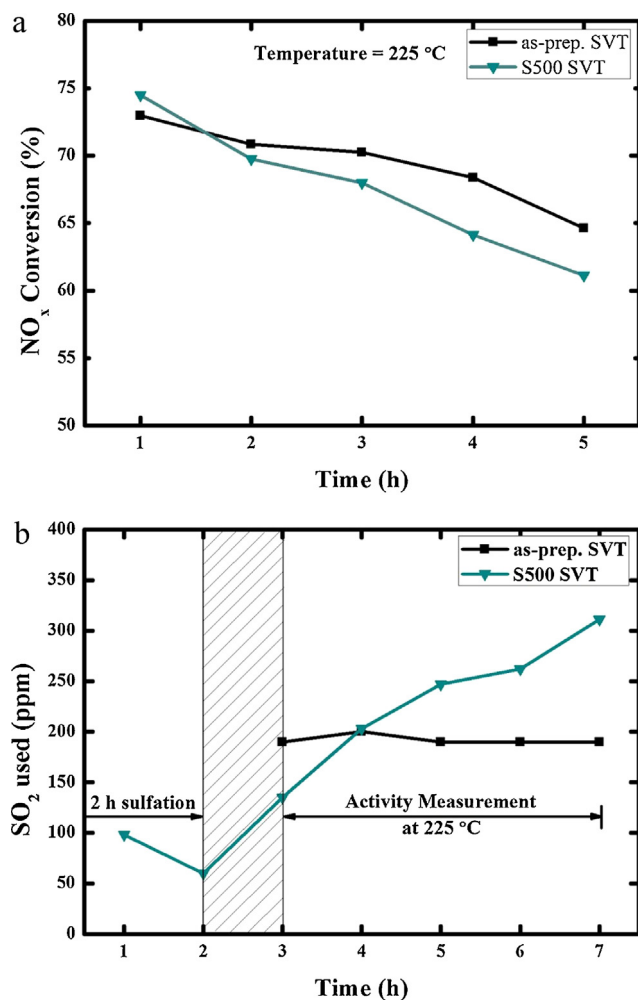 a
80
75
70
65
60
55
50
NOx Conversion (%)
Temperature = 225 °C
as-prep. SVT
S500 SVT
1 2 3 4 5
Time (h)
b
400
350
300
250
200
150
100
50
0
SO2 used (ppm)
as-prep. SVT
S500 SVT
2 h sulfation
Activity Measurement
at 225 °C
1 2 3 4 5 6 7
Time (h)